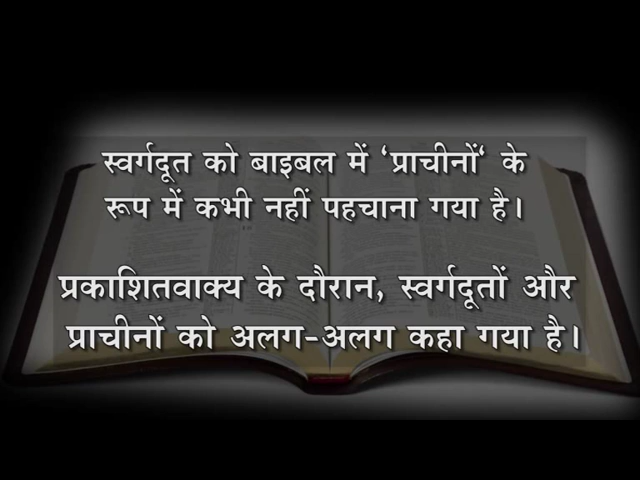 स्वर्गदूत को बाइबल में ‘प्राचीनों‘ के
रूप में कभी नहीं पहचाना गया है।
प्रकाशितवाक्य के दौरान, स्वर्गदूतों और
प्राचीनों को अलग-अलग कहा गया है।